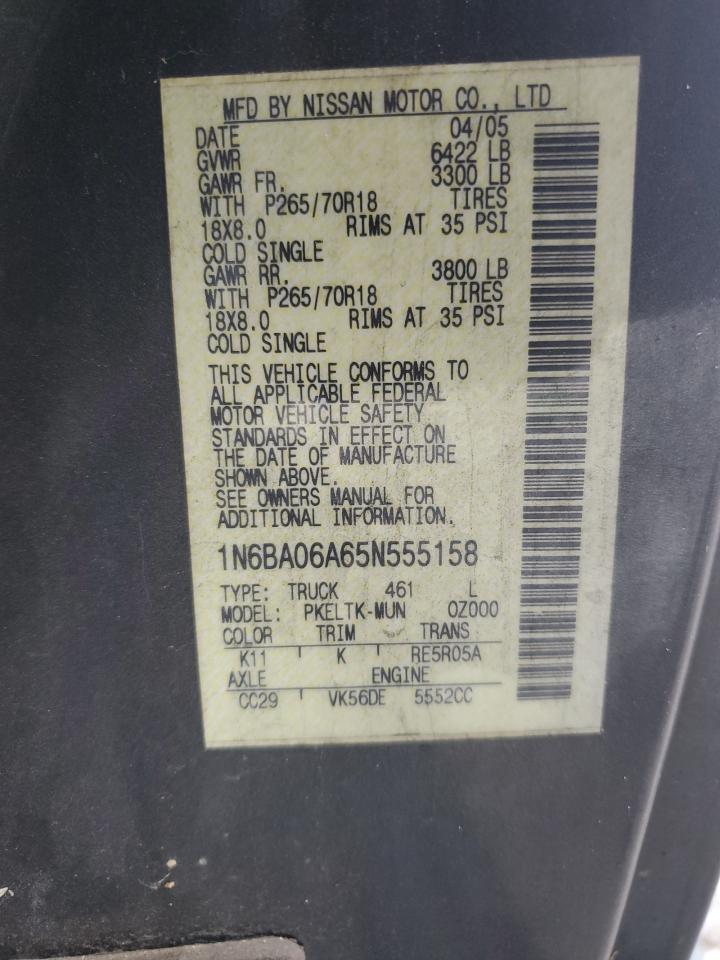 MFD BY NISSAN MOTOR CO., LTD
DATE 04/05
GVWR 6422 LB
GAWR FR. 3300 LB
WITH P265/70R18 TIRES
18X8.0 RIMS AT 35 PSI
COLD SINGLE
GAWR RR. 3800 LB
WITH P265/70R18 TIRES
18X8.0 RIMS AT 35 PSI
COLD SINGLE
THIS VEHICLE CONFORMS TO
ALL APPLICABLE FEDERAL
MOTOR VEHICLE SAFETY
STANDARDS IN EFFECT ON
THE DATE OF MANUFACTURE
SHOWN ABOVE.
SEE OWNERS MANUAL FOR
ADDITIONAL INFORMATION.
1N6BA06A65N555158
TYPE: TRUCK 461 L
MODEL: PKELTK-MUN 0Z000
COLOR TRIM TRANS
K11 K RE5R05A
AXLE ENGINE
CC29 VK56DE 5552CC